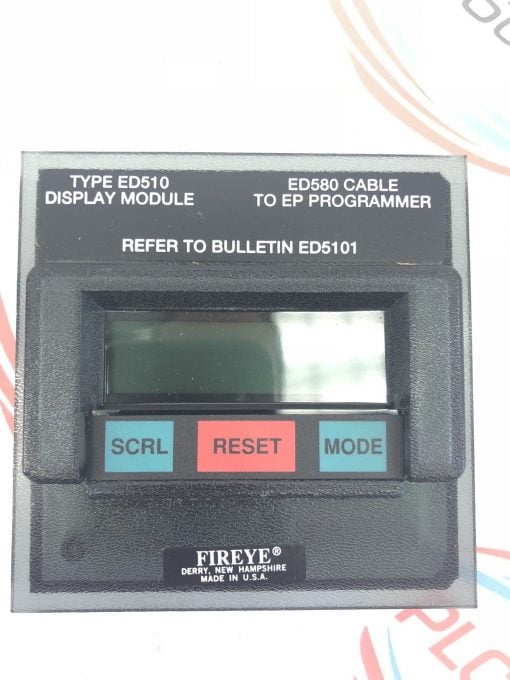 TYPE ED510
DISPLAY MODULE
ED580 CABLE
TO EP PROGRAMMER
REFER TO BULLETIN ED5101
SCRL
RESET
MODE
FIREYE®
DERRY, NEW HAMPSHIRE
MADE IN U.S.A.
PLC